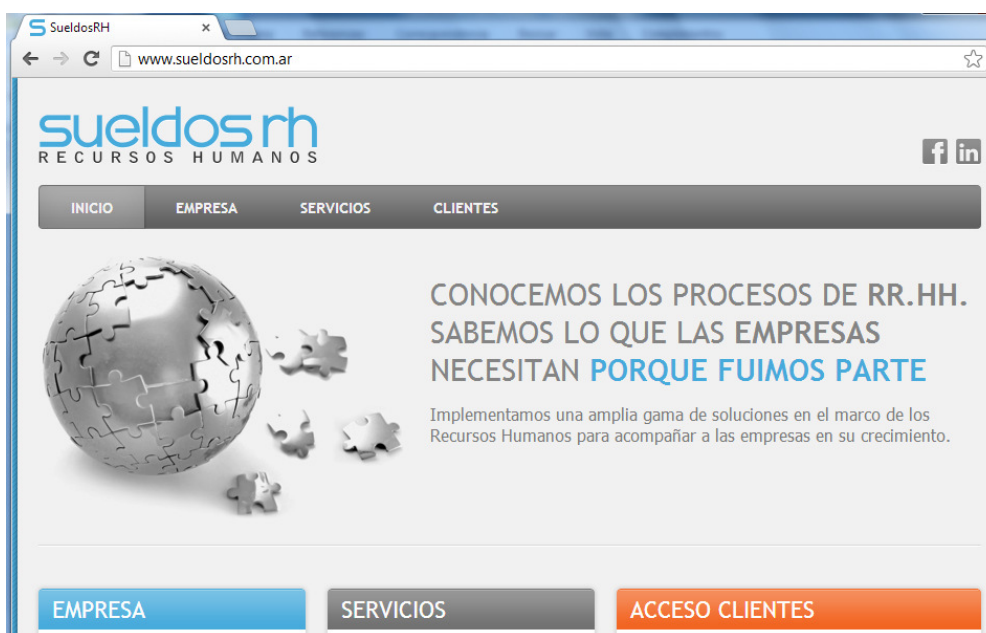 SueldosRH
www.sueldosrh.com.ar
sueldos rh
RECURSOS HUMANOS
INICIO EMPRESA SERVICIOS CLIENTES
CONOCEMOS LOS PROCESOS DE RR.HH.
SABEMOS LO QUE LAS EMPRESAS
NECESITAN PORQUE FUIMOS PARTE
Implementamos una amplia gama de soluciones en el marco de los
Recursos Humanos para acompañar a las empresas en su crecimiento.
EMPRESA SERVICIOS ACCESO CLIENTES